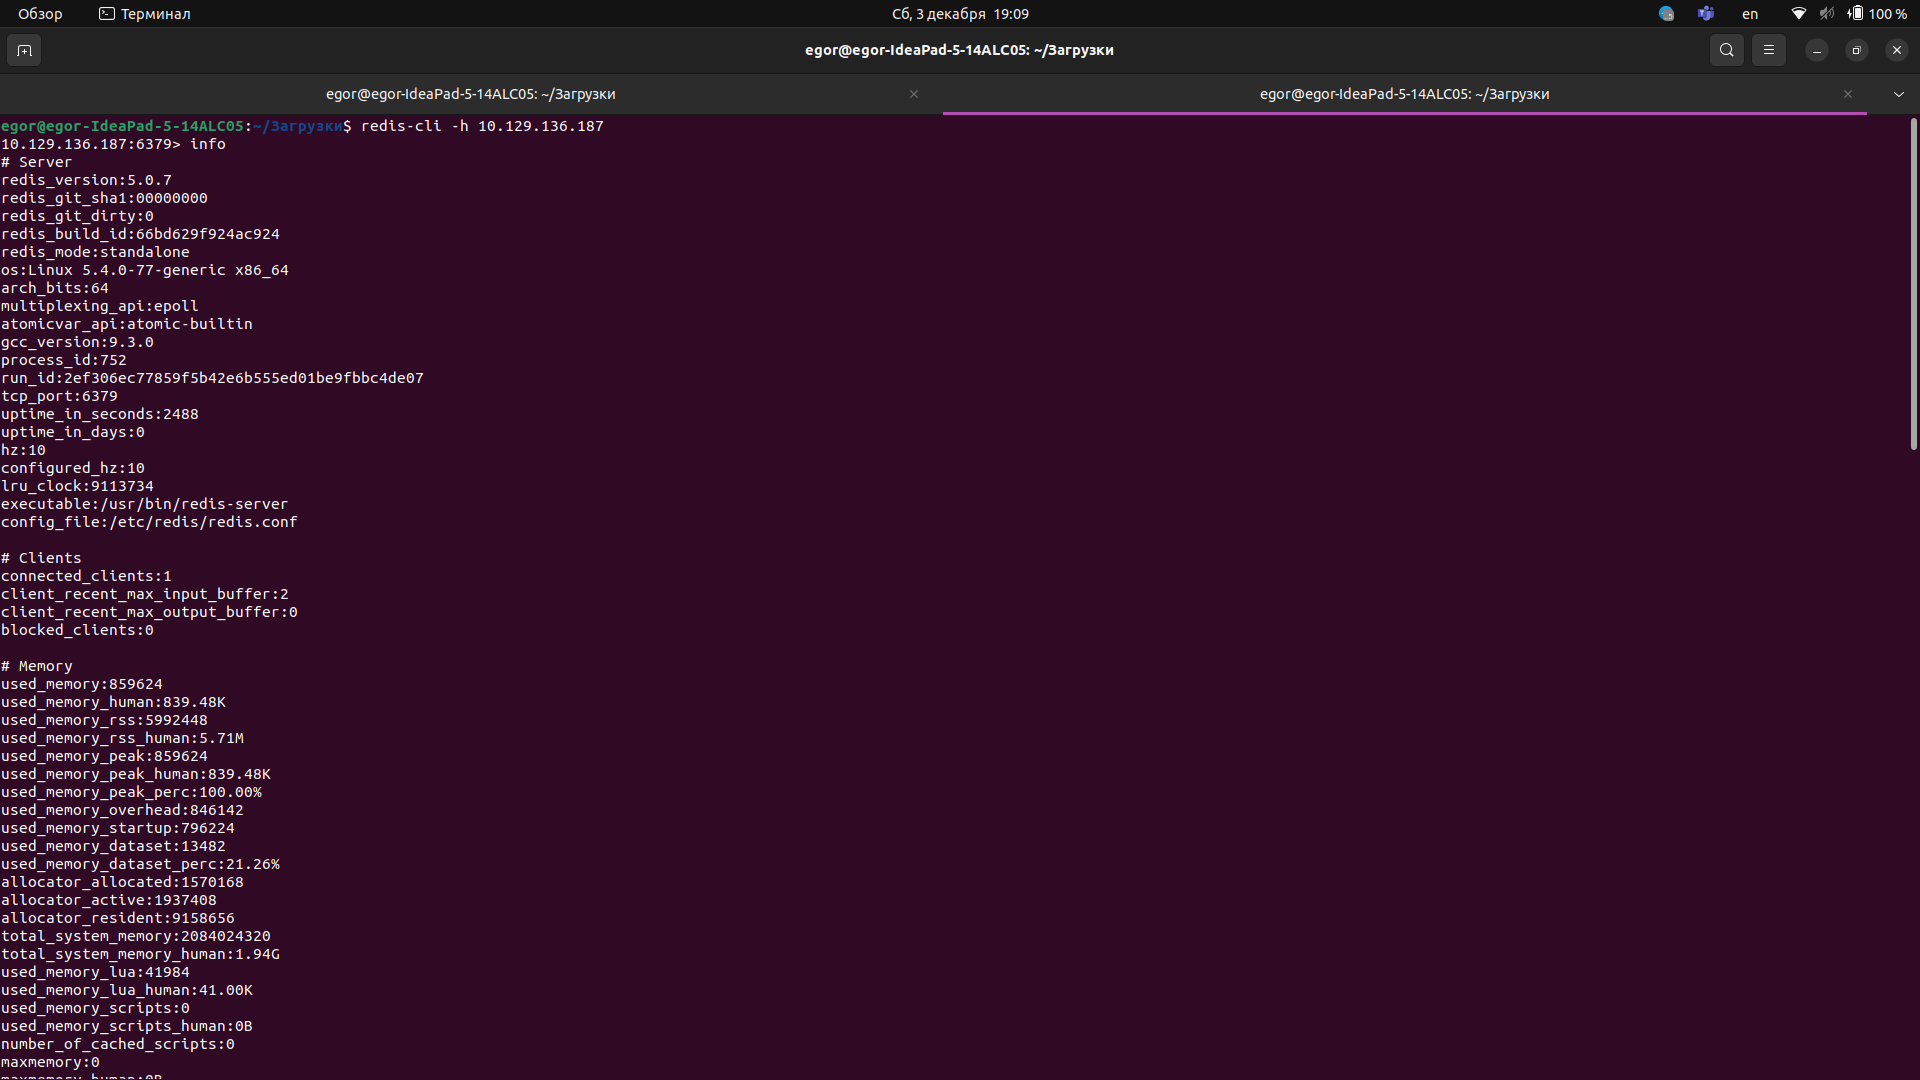 Обзор Терминал Сб, 3 декабря 19:09 en 100 %
egor@egor-IdeaPad-5-14ALC05: ~/Загрузки
egor@egor-IdeaPad-5-14ALC05: ~/Загрузки egor@egor-IdeaPad-5-14ALC05: ~/Загрузки
egor@egor-IdeaPad-5-14ALC05:~/Загрузки$ redis-cli -h 10.129.136.187
10.129.136.187:6379> info
# Server
redis_version:5.0.7
redis_git_sha1:00000000
redis_git_dirty:0
redis_build_id:66bd629f924ac924
redis_mode:standalone
os:Linux 5.4.0-77-generic x86_64
arch_bits:64
multiplexing_api:epoll
atomicvar_api:atomic-builtin
gcc_version:9.3.0
process_id:752
run_id:2ef306ec77859f5b42e6b555ed01be9fbbc4de07
tcp_port:6379
uptime_in_seconds:2488
uptime_in_days:0
hz:10
configured_hz:10
lru_clock:9113734
executable:/usr/bin/redis-server
config_file:/etc/redis/redis.conf
# Clients
connected_clients:1
client_recent_max_input_buffer:2
client_recent_max_output_buffer:0
blocked_clients:0
# Memory
used_memory:859624
used_memory_human:839.48K
used_memory_rss:5992448
used_memory_rss_human:5.71M
used_memory_peak:859624
used_memory_peak_human:839.48K
used_memory_peak_perc:100.00%
used_memory_overhead:846142
used_memory_startup:796224
used_memory_dataset:13482
used_memory_dataset_perc:21.26%
allocator_allocated:1570168
allocator_active:1937408
allocator_resident:9158656
total_system_memory:2084024320
total_system_memory_human:1.94G
used_memory_lua:41984
used_memory_lua_human:41.00K
used_memory_scripts:0
used_memory_scripts_human:0B
number_of_cached_scripts:0
maxmemory:0
maxmemory_human:0B